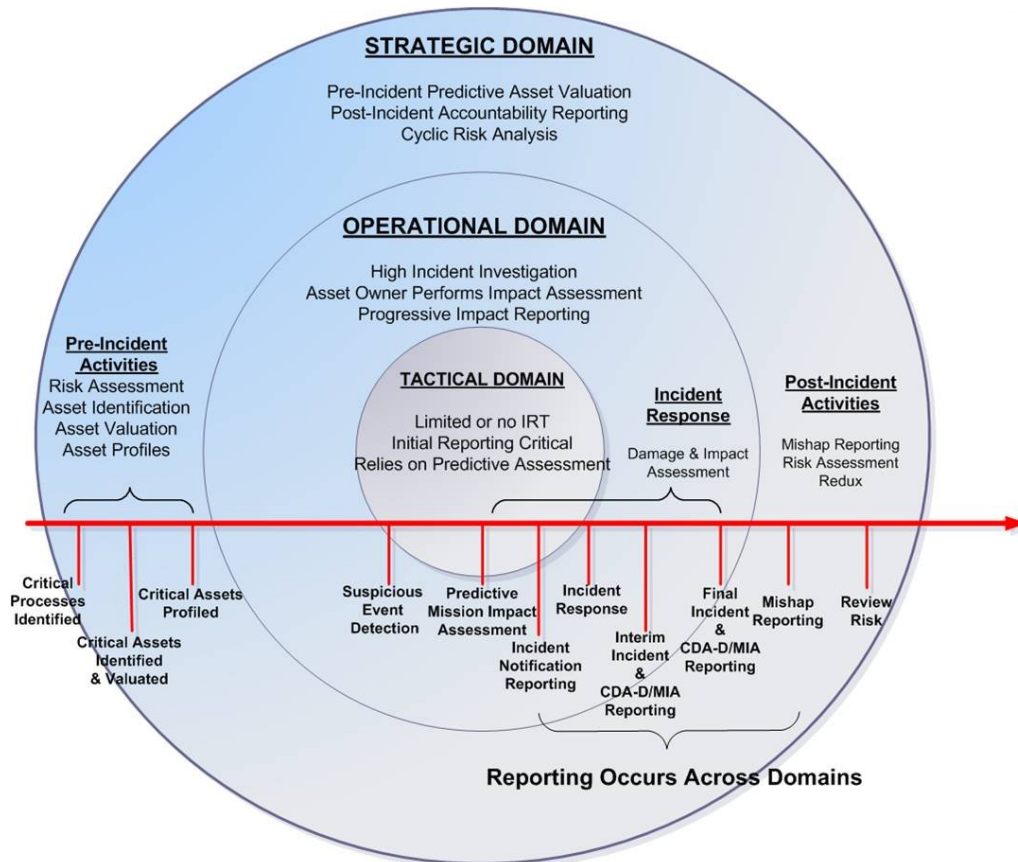 STRATEGIC DOMAIN
Pre-Incident Predictive Asset Valuation
Post-Incident Accountability Reporting
Cyclic Risk Analysis
OPERATIONAL DOMAIN
High Incident Investigation
Asset Owner Performs Impact Assessment
Progressive Impact Reporting
Pre-Incident
Activities
Risk Assessment
Asset Identification
Asset Valuation
Asset Profiles
TACTICAL DOMAIN
Limited or no IRT
Initial Reporting Critical
Relies on Predictive Assessment
Incident
Response
Damage & Impact
Assessment
Post-Incident
Activities
Mishap Reporting
Risk Assessment
Redux
Critical
Processes
Identified
Critical Assets
Identified
& Valuated
Critical Assets
Profiled
Suspicious
Event
Detection
Predictive
Mission Impact
Assessment
Incident
Notification
Reporting
Incident
Response
Interim
Incident
&
CDA-D/MIA
Reporting
Final
Incident
&
CDA-D/MIA
Reporting
Mishap
Reporting
Review
Risk
Reporting Occurs Across Domains